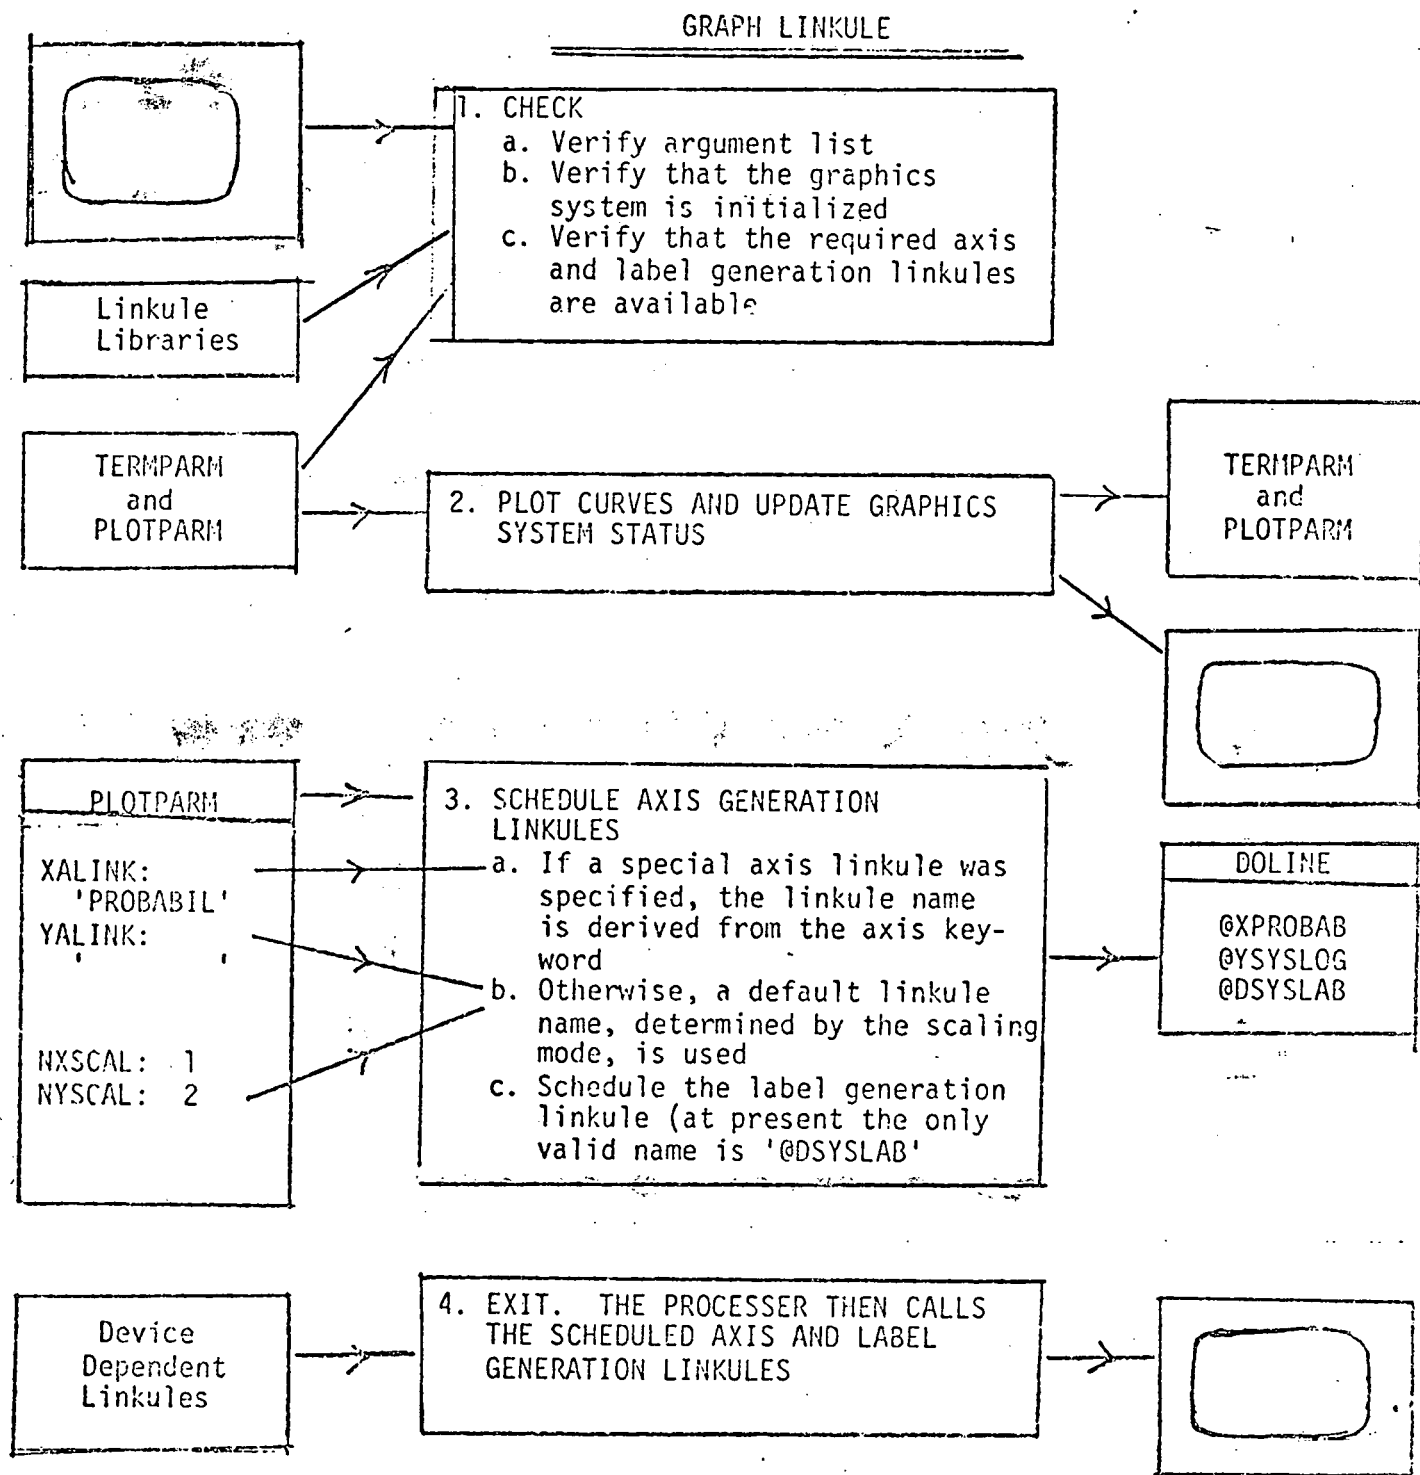 GRAPH LINKULE
1. CHECK
a. Verify argument list
b. Verify that the graphics
system is initialized
c. Verify that the required axis
and label generation linkules
are available
Linkule
Libraries
TERMPARM
and
PLOTPARM
2. PLOT CURVES AND UPDATE GRAPHICS
SYSTEM STATUS
TERMPARM
and
PLOTPARM
PLOTPARM
XALINK:
'PROBABIL'
YALINK:
' '
NXSCAL: 1
NYSCAL: 2
3. SCHEDULE AXIS GENERATION
LINKULES
a. If a special axis linkule was
specified, the linkule name
is derived from the axis key-
word
b. Otherwise, a default linkule
name, determined by the scaling
mode, is used
c. Schedule the label generation
linkule (at present the only
valid name is '@DSYSLAB'
DOLINE
@XPROBAB
@YSYSLOG
@DSYSLAB
Device
Dependent
Linkules
4. EXIT. THE PROCESSER THEN CALLS
THE SCHEDULED AXIS AND LABEL
GENERATION LINKULES